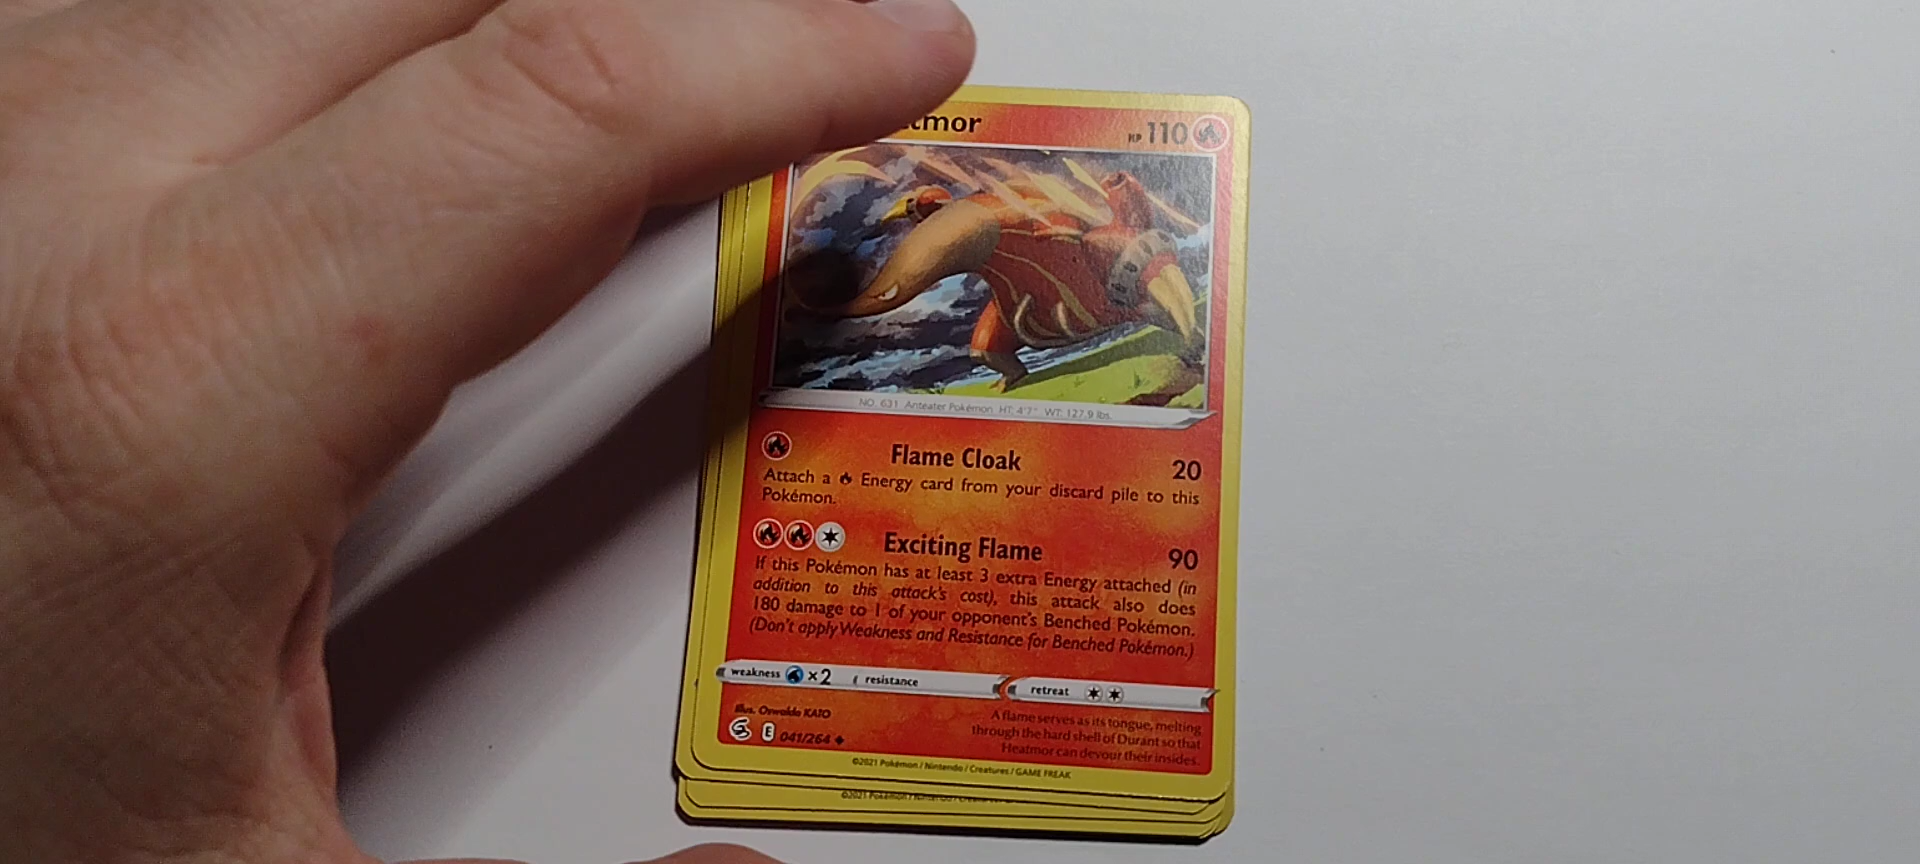 tmor HP 110
NO. 631 Anteater Pokémon HT: 4'7" WT: 127.9 lbs.
Flame Cloak 20
Attach a Energy card from your discard pile to this
Pokémon.
Exciting Flame 90
If this Pokémon has at least 3 extra Energy attached (in
addition to this attack's cost), this attack also does
180 damage to 1 of your opponent's Benched Pokémon.
(Don't apply Weakness and Resistance for Benched Pokémon.)
weakness ×2 resistance retreat
Illus. Oswaldo KATO
E 041/264
A flame serves as its tongue, melting
through the hard shell of Durant so that
Heatmor can devour their insides.
©2021 Pokémon / Nintendo / Creatures / GAME FREAK
©2021 Pokémon / Nintendo /